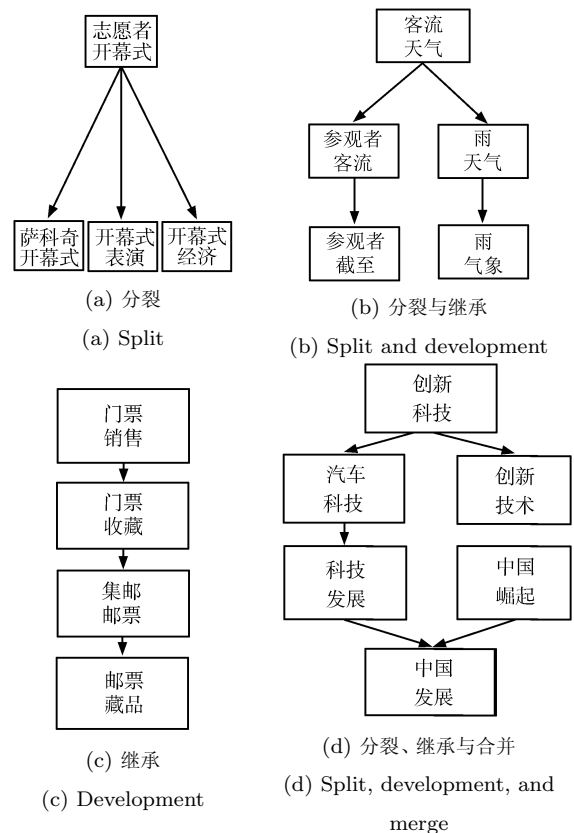 志愿者
开幕式
萨科奇
开幕式
开幕式
表演
开幕式
经济
(a) 分裂
(a) Split
客流
天气
参观者
客流
雨
天气
参观者
截至
雨
气象
(b) 分裂与继承
(b) Split and development
门票
销售
门票
收藏
集邮
邮票
邮票
藏品
(c) 继承
(c) Development
创新
科技
汽车
科技
创新
技术
科技
发展
中国
崛起
中国
发展
(d) 分裂、继承与合并
(d) Split, development, and
merge